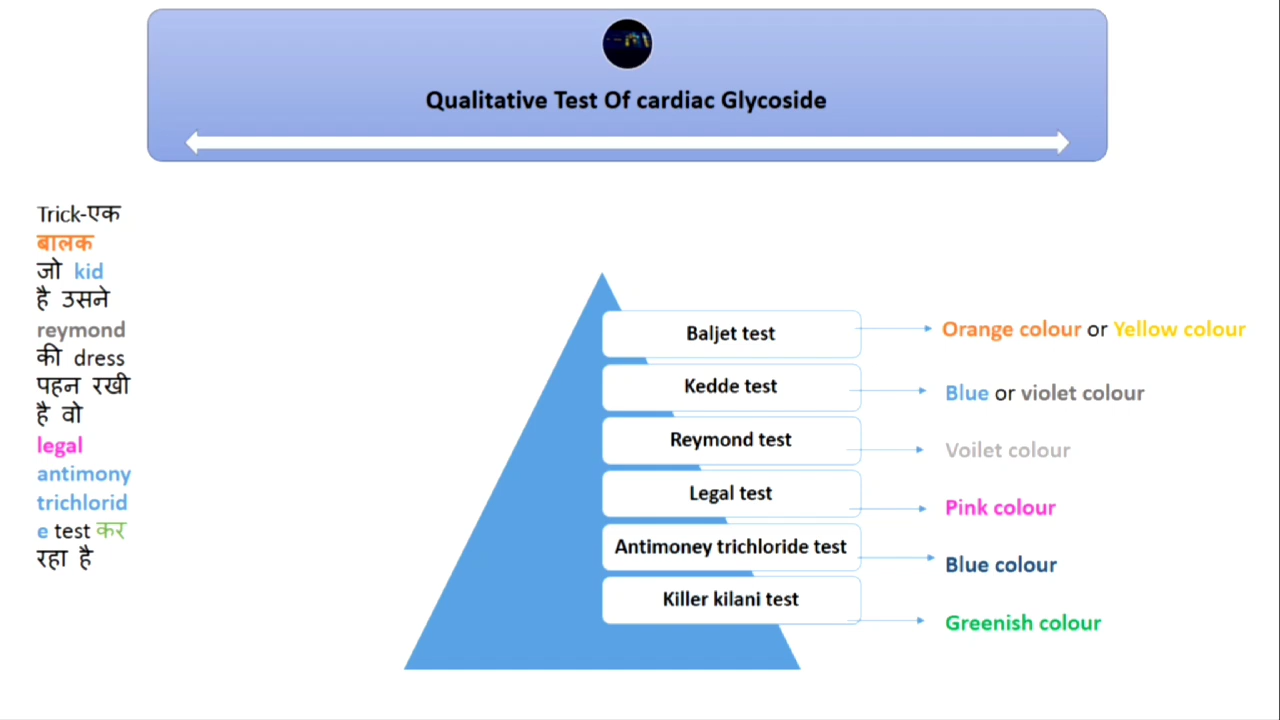 Qualitative Test Of cardiac Glycoside
Trick-एक
बालक
जो kid
है उसने
reymond
की dress
पहन रखी
है वो
legal
antimony
trichlorid
e test कर
रहा है
Baljet test
Orange colour or Yellow colour
Kedde test
Blue or violet colour
Reymond test
Voilet colour
Legal test
Pink colour
Antimoney trichloride test
Blue colour
Killer kilani test
Greenish colour